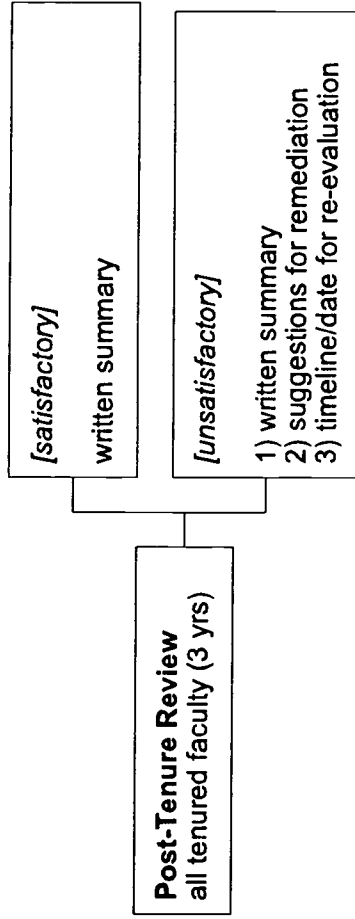 Post-Tenure Review
all tenured faculty (3 yrs)
[satisfactory]
written summary
[unsatisfactory]
1) written summary
2) suggestions for remediation
3) timeline/date for re-evaluation